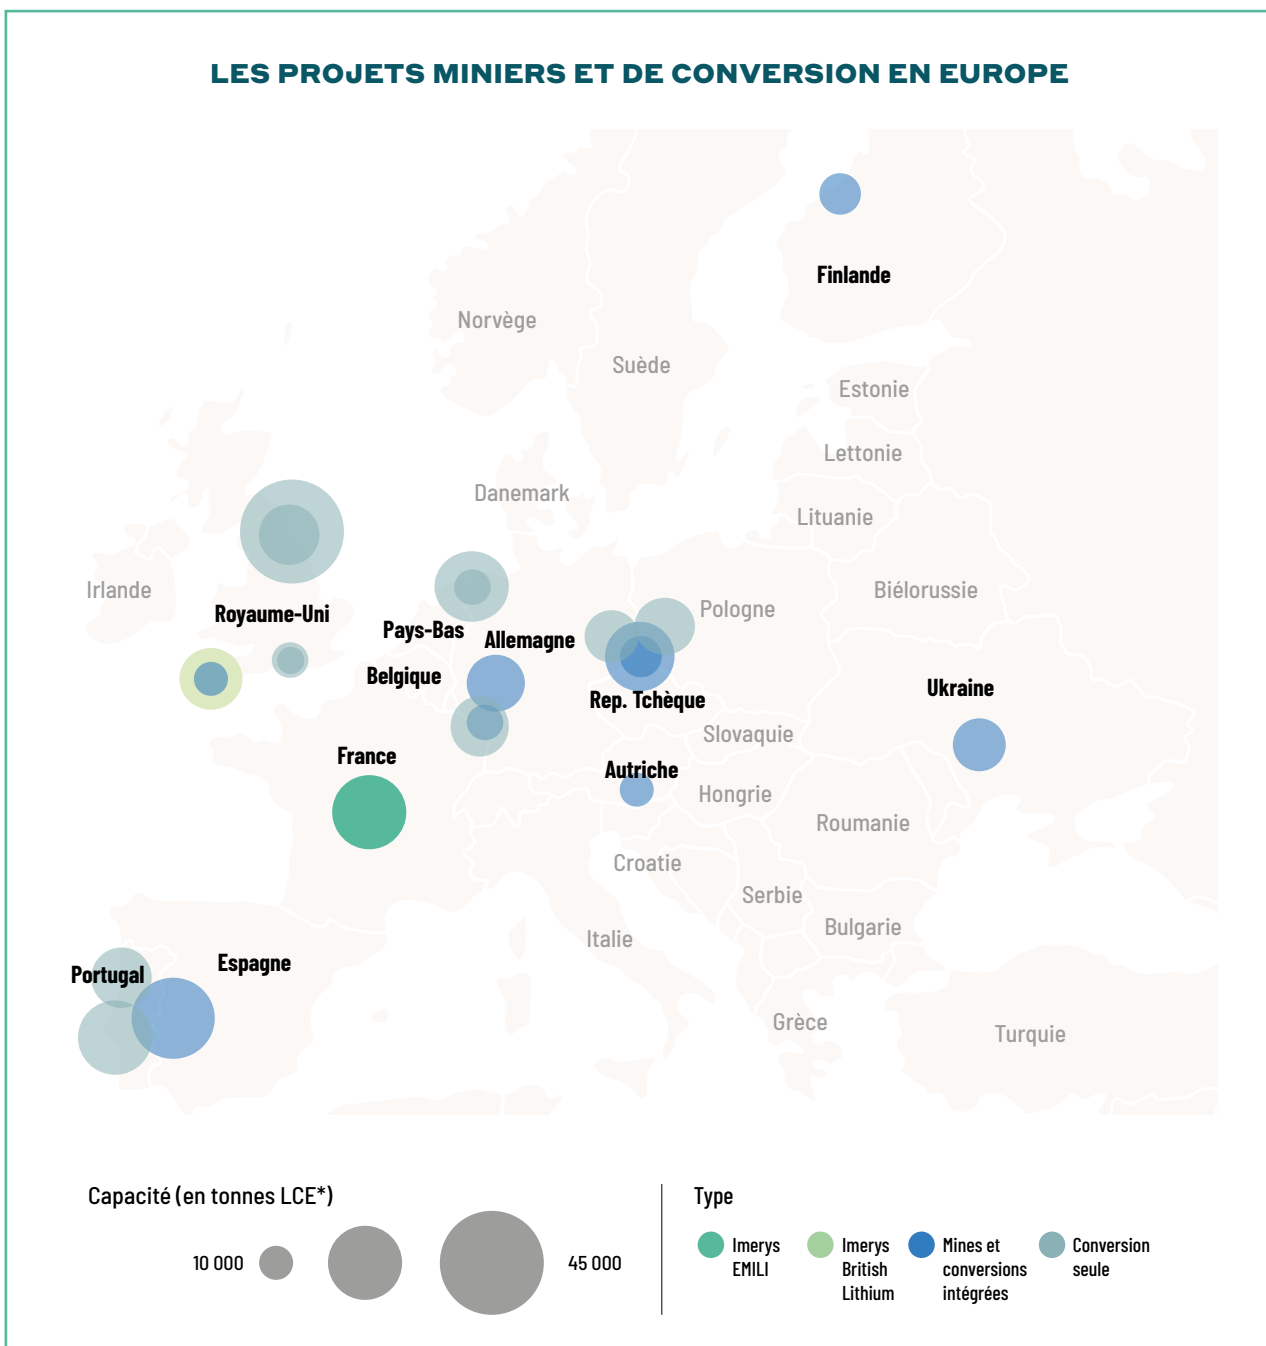 LES PROJETS MINIERS ET DE CONVERSION EN EUROPE
Finlande
Norvège
Suède
Estonie
Lettonie
Danemark
Lituanie
Irlande
Biélorussie
Royaume-Uni
Pologne
Pays-Bas
Allemagne
Belgique
Rep. Tchèque
Ukraine
Slovaquie
France
Autriche
Hongrie
Roumanie
Croatie
Serbie
Bulgarie
Italie
Espagne
Portugal
Grèce
Turquie
Capacité (en tonnes LCE*)
10 000
45 000
Type
Imerys
EMILI
Imerys
British
Lithium
Mines et
conversions
intégrées
Conversion
seule